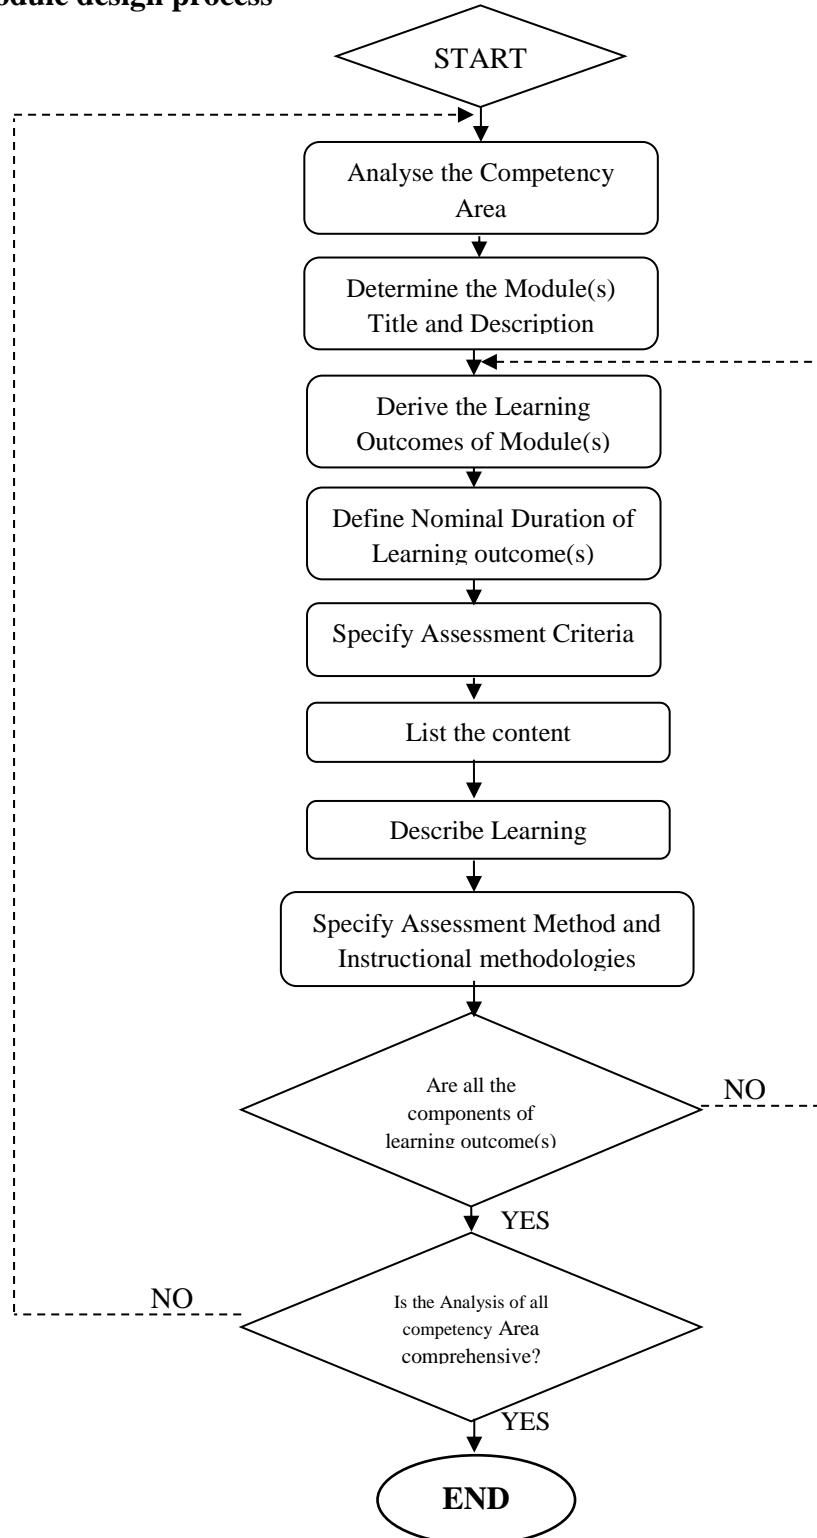 design process
START
Analyse the Competency
Area
Determine the Module(s)
Title and Description
Derive the Learning
Outcomes of Module(s)
Define Nominal Duration of
Learning outcome(s)
Specify Assessment Criteria
List the content
Describe Learning
Specify Assessment Method and
Instructional methodologies
Are all the
components of
learning outcome(s)
NO
YES
Is the Analysis of all
competency Area
comprehensive?
NO
YES
END